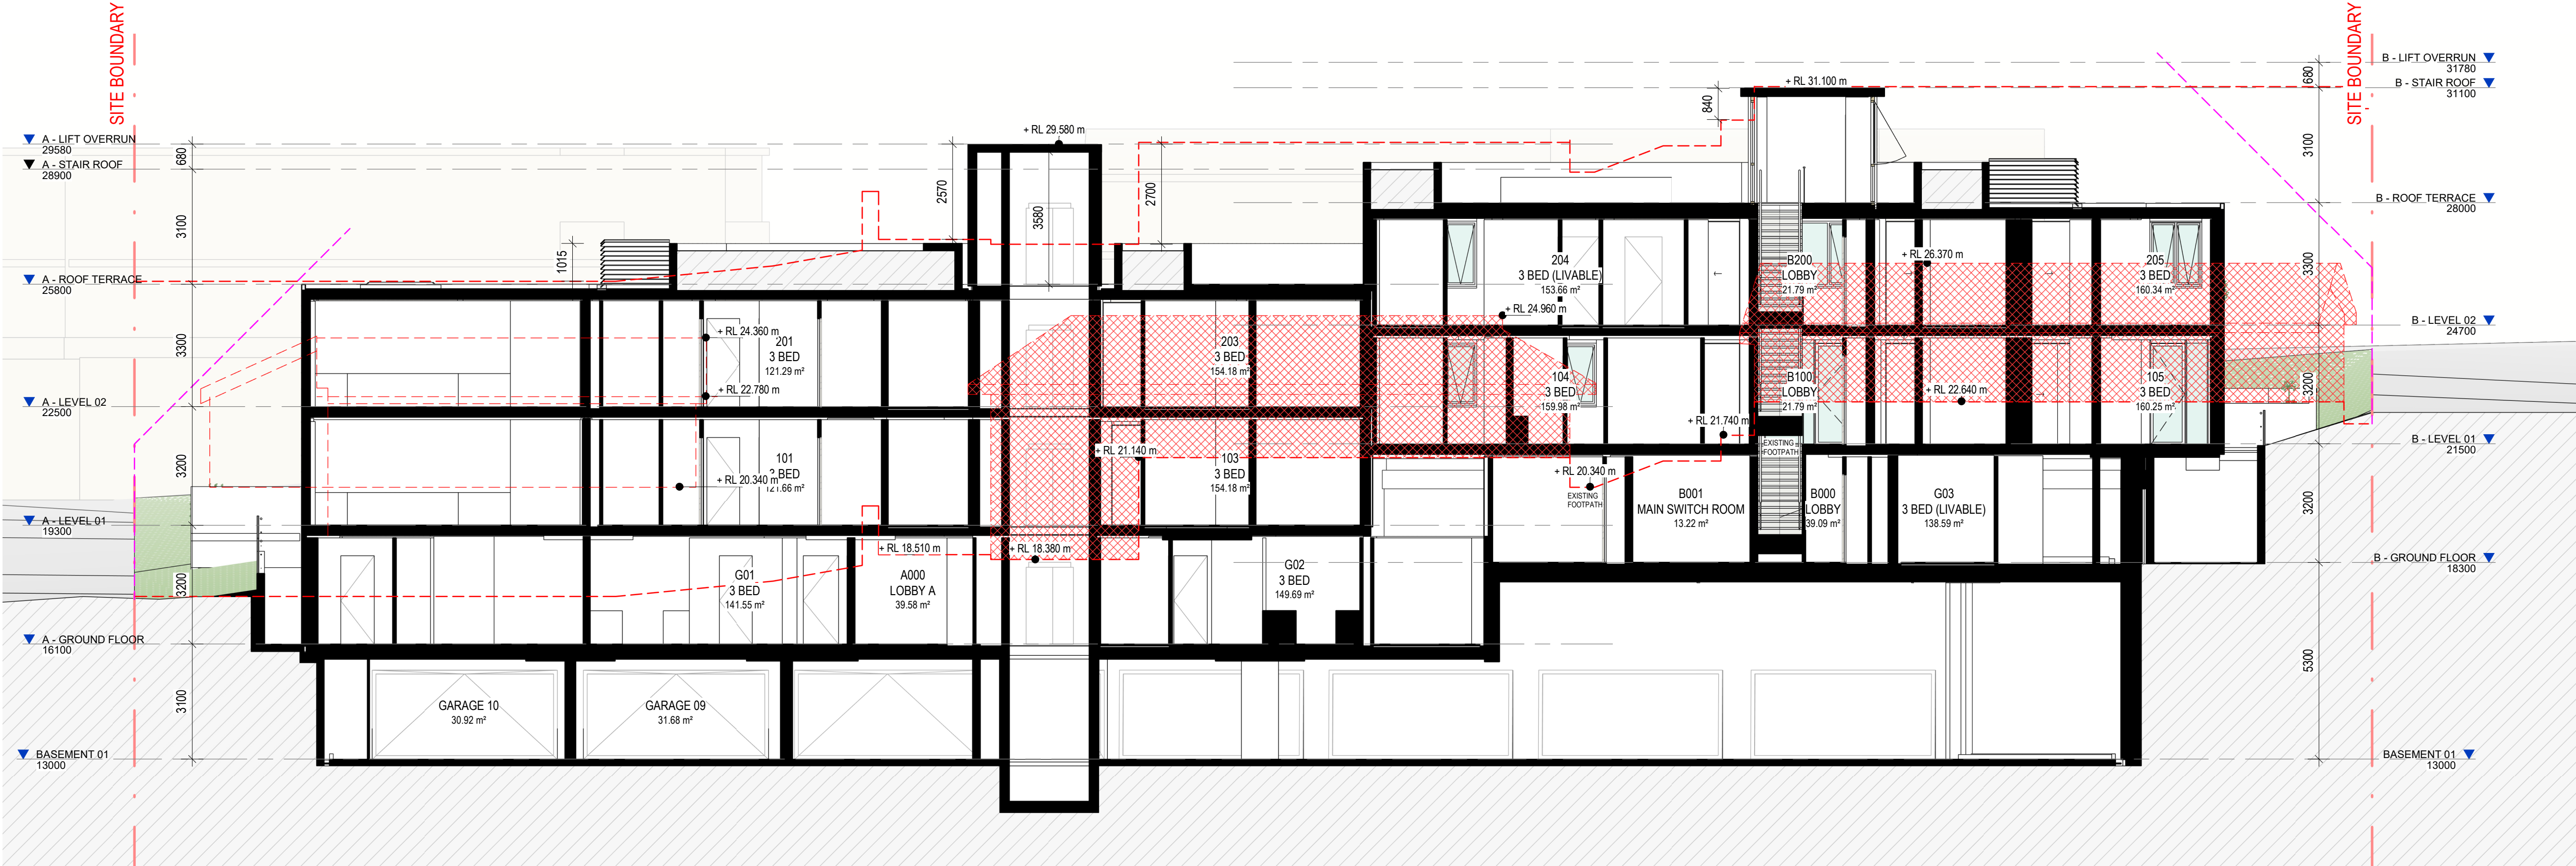 SITE BOUNDARY
SITE BOUNDARY
B - LIFT OVERRUN
31780
B - STAIR ROOF
31100
B - ROOF TERRACE
28000
B - LEVEL 02
24700
B - LEVEL 01
21500
B - GROUND FLOOR
18300
BASEMENT 01
13000
680
3100
3300
3200
3200
5300
A - LIFT OVERRUN
29580
A - STAIR ROOF
28900
A - ROOF TERRACE
25800
A - LEVEL 02
22500
A - LEVEL 01
19300
A - GROUND FLOOR
16100
BASEMENT 01
13000
680
3100
3300
3200
3200
3100
+ RL 31.100 m
840
+ RL 29.580 m
2570
3580
2700
1015
204
3 BED (LIVABLE)
153.66 m²
B200
LOBBY
21.79 m²
+ RL 26.370 m
205
3 BED
160.34 m²
+ RL 24.960 m
+ RL 24.360 m
201
3 BED
121.29 m²
+ RL 22.780 m
203
3 BED
154.18 m²
104
3 BED
159.98 m²
B100
LOBBY
21.79 m²
+ RL 22.640 m
105
3 BED
160.25 m²
+ RL 21.740 m
+ RL 21.140 m
101
3 BED
121.66 m²
+ RL 20.340 m
103
3 BED
154.18 m²
+ RL 20.340 m
EXISTING
FOOTPATH
EXISTING
FOOTPATH
B001
MAIN SWITCH ROOM
13.22 m²
B000
LOBBY
39.09 m²
G03
3 BED (LIVABLE)
138.59 m²
+ RL 18.510 m
+ RL 18.380 m
G01
3 BED
141.55 m²
A000
LOBBY A
39.58 m²
G02
3 BED
149.69 m²
GARAGE 10
30.92 m²
GARAGE 09
31.68 m²